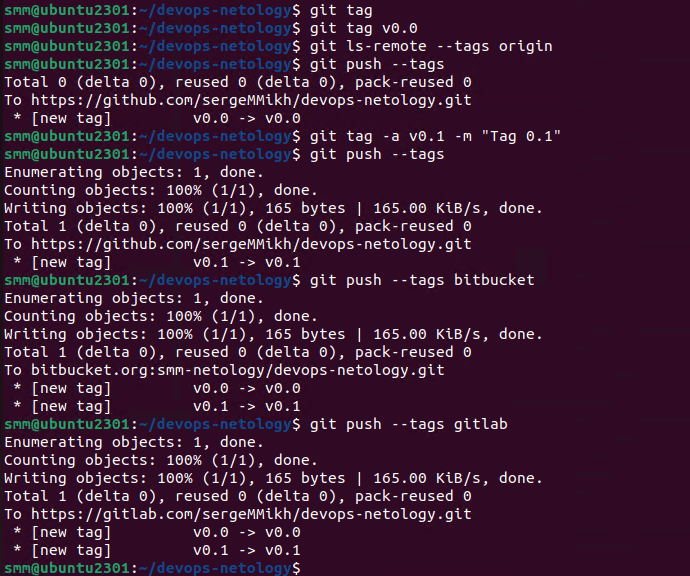 smm@ubuntu2301:~/devops-netology$ git tag
smm@ubuntu2301:~/devops-netology$ git tag v0.0
smm@ubuntu2301:~/devops-netology$ git ls-remote --tags origin
smm@ubuntu2301:~/devops-netology$ git push --tags
Total 0 (delta 0), reused 0 (delta 0), pack-reused 0
To https://github.com/sergeMMikh/devops-netology.git
 * [new tag]         v0.0 -> v0.0
smm@ubuntu2301:~/devops-netology$ git tag -a v0.1 -m "Tag 0.1"
smm@ubuntu2301:~/devops-netology$ git push --tags
Enumerating objects: 1, done.
Counting objects: 100% (1/1), done.
Writing objects: 100% (1/1), 165 bytes | 165.00 KiB/s, done.
Total 1 (delta 0), reused 0 (delta 0), pack-reused 0
To https://github.com/sergeMMikh/devops-netology.git
 * [new tag]         v0.1 -> v0.1
smm@ubuntu2301:~/devops-netology$ git push --tags bitbucket
Enumerating objects: 1, done.
Counting objects: 100% (1/1), done.
Writing objects: 100% (1/1), 165 bytes | 165.00 KiB/s, done.
Total 1 (delta 0), reused 0 (delta 0), pack-reused 0
To bitbucket.org:smm-netology/devops-netology.git
 * [new tag]         v0.0 -> v0.0
 * [new tag]         v0.1 -> v0.1
smm@ubuntu2301:~/devops-netology$ git push --tags gitlab
Enumerating objects: 1, done.
Counting objects: 100% (1/1), done.
Writing objects: 100% (1/1), 165 bytes | 165.00 KiB/s, done.
Total 1 (delta 0), reused 0 (delta 0), pack-reused 0
To https://gitlab.com/sergeMMikh/devops-netology.git
 * [new tag]         v0.0 -> v0.0
 * [new tag]         v0.1 -> v0.1
smm@ubuntu2301:~/devops-netology$